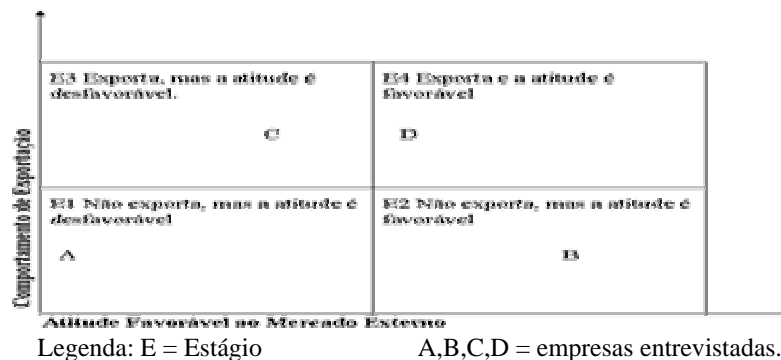 E3 Exporta, mas a atitude é
desfavorável.
E4 Exporta e a atitude é
favorável
C
D
E1 Não exporta, mas a atitude é
desfavorável
E2 Não exporta, mas a atitude é
favorável
A
B
Comportamento de Exportação
Atitude Favorável ao Mercado Externo
Legenda: E = Estágio A,B,C,D = empresas entrevistadas.